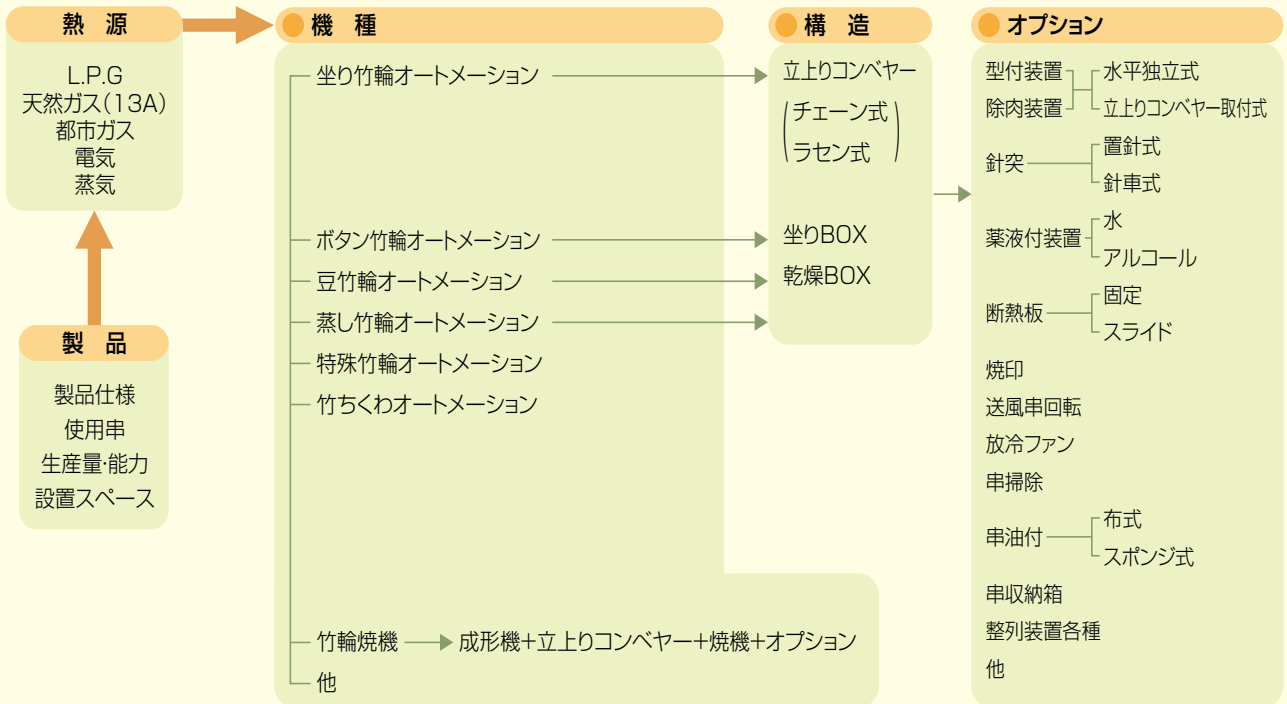 熱 源
L.P.G
天然ガス(13A)
都市ガス
電気
蒸気
製 品
製品仕様
使用串
生産量・能力
設置スペース
機 種
坐り竹輪オートメーション
ボタン竹輪オートメーション
豆竹輪オートメーション
蒸し竹輪オートメーション
特殊竹輪オートメーション
竹ちくわオートメーション
竹輪焼機 成形機+立上りコンベヤー+焼機+オプション
他
構 造
立上りコンベヤー
(チェーン式
ラセン式)
坐りBOX
乾燥BOX
オプション
型付装置 水平独立式
除肉装置 立上りコンベヤー取付式
針突 置針式
針車式
薬液付装置 水
アルコール
断熱板 固定
スライド
焼印
送風串回転
放冷ファン
串掃除
串油付 布式
スポンジ式
串収納箱
整列装置各種
他